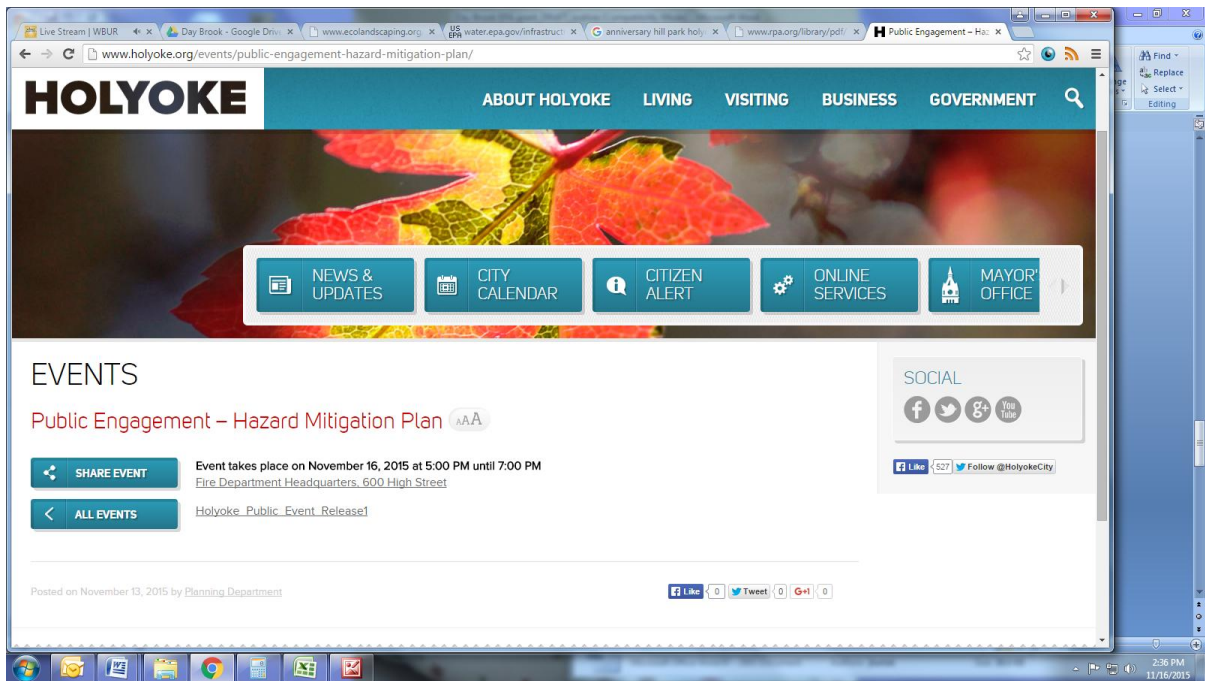 Live Stream | WBUR
Day Brook - Google Driv
www.ecolandscaping.org
US EPA water.epa.gov/infrastruct
anniversary hill park holy
www.rpa.org/library/pdf/
H Public Engagement – Haz
www.holyoke.org/events/public-engagement-hazard-mitigation-plan/
Find
Replace
Select
Editing
HOLYOKE
ABOUT HOLYOKE LIVING VISITING BUSINESS GOVERNMENT
NEWS &
UPDATES
CITY
CALENDAR
CITIZEN
ALERT
ONLINE
SERVICES
MAYOR'
OFFICE
EVENTS
Public Engagement – Hazard Mitigation Plan AAA
SHARE EVENT
Event takes place on November 16, 2015 at 5:00 PM until 7:00 PM
Fire Department Headquarters, 600 High Street
ALL EVENTS
Holyoke_Public_Event_Release1
SOCIAL
f g+ You Tube
Like 527 Follow @HolyokeCity
Posted on November 13, 2015 by Planning Department
Like 0 Tweet 0 G+1 0
2:36 PM
11/16/2015